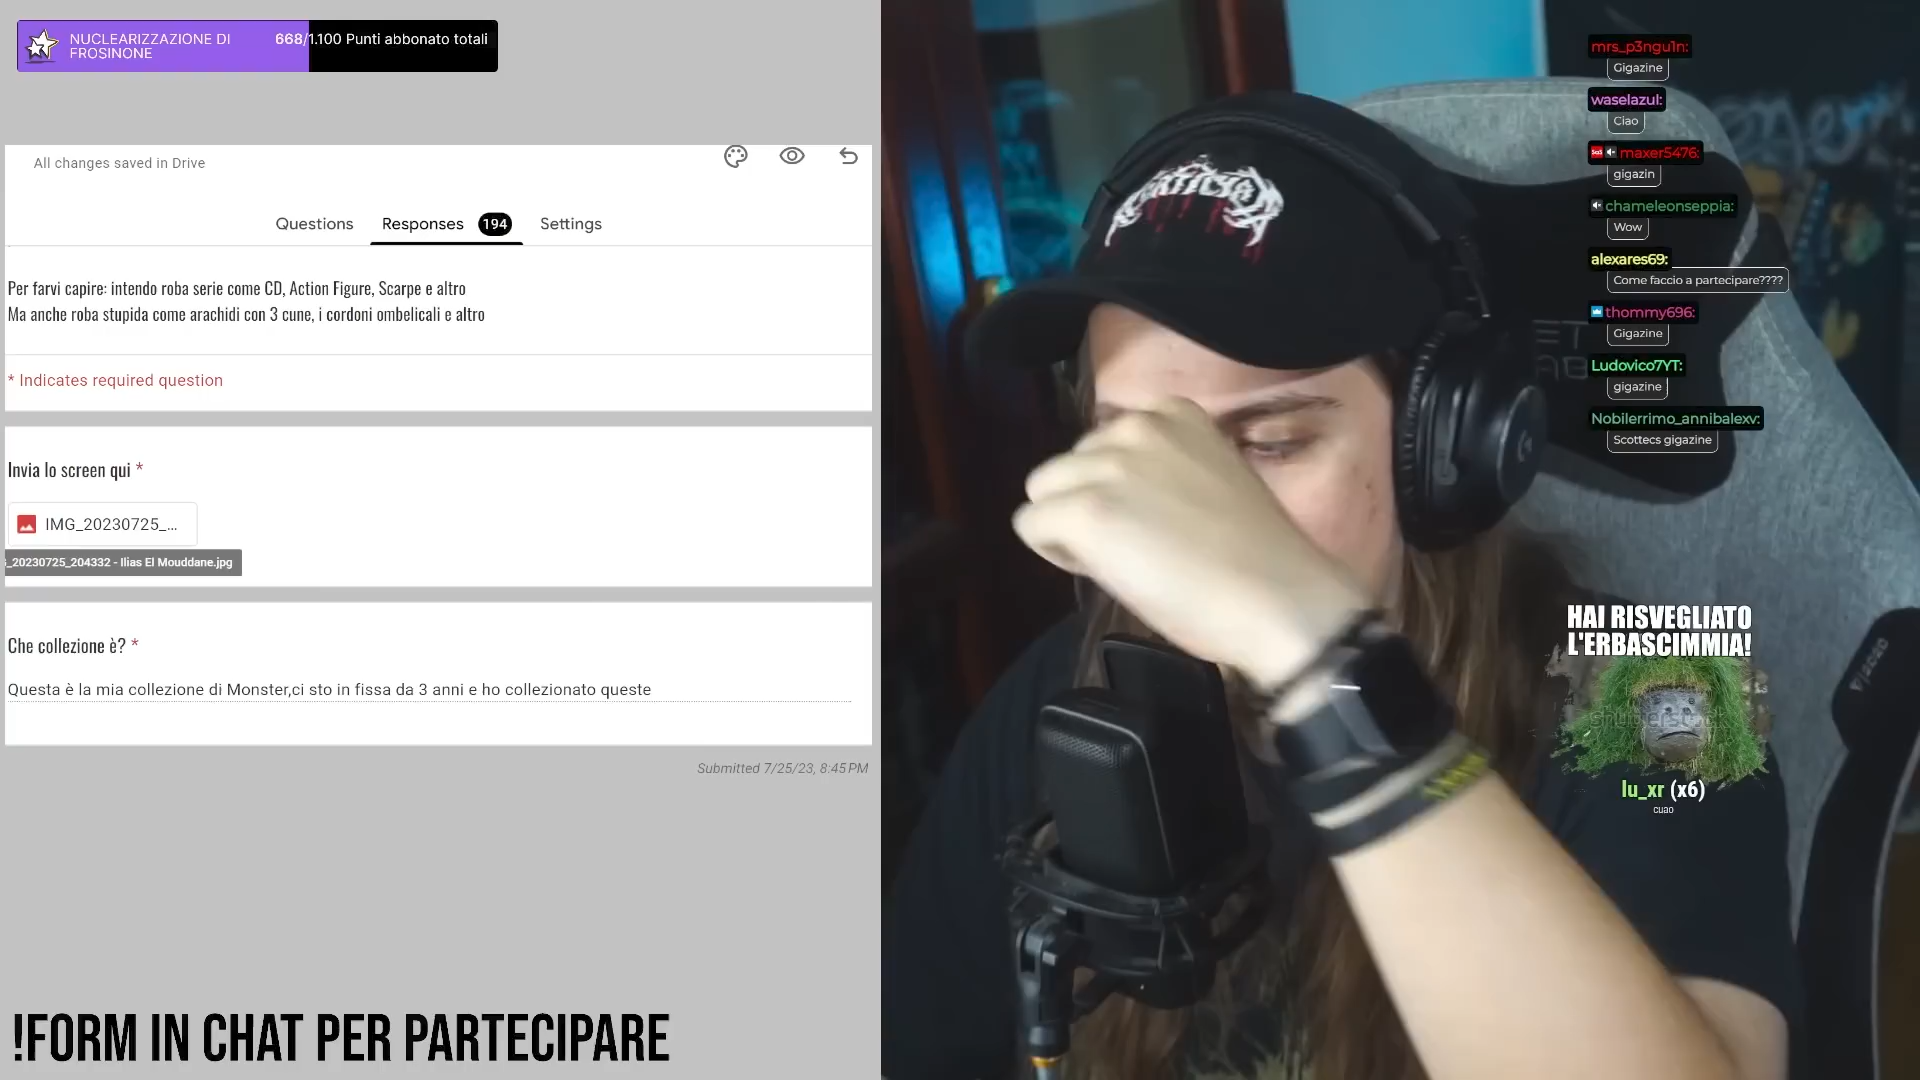 NUCLEARIZZAZIONE DI
FROSINONE
668/1.100 Punti abbonato totali
All changes saved in Drive
Questions
Responses 194
Settings
Per farvi capire: intendo roba serie come CD, Action Figure, Scarpe e altro
Ma anche roba stupida come arachidi con 3 cune, i cordoni ombelicali e altro
* Indicates required question
Invia lo screen qui *
IMG_20230725_...
_20230725_204332 - Ilias El Mouddane.jpg
Che collezione è? *
Questa è la mia collezione di Monster,ci sto in fissa da 3 anni e ho collezionato queste
Submitted 7/25/23, 8:45 PM
!FORM IN CHAT PER PARTECIPARE
mrs_p3ngu1n:
Gigazine
waselazul:
Ciao
maxer5476:
gigazin
chameleonseppia:
Wow
alexares69:
Come faccio a partecipare????
thommy696:
Gigazine
Ludovico7YT:
gigazine
Nobilerrimo_annibalexv:
Scottecs gigazine
HAI RISVEGLIATO
L'ERBASCIMMIA!
shutterstock
lu_xr (x6)
cuao